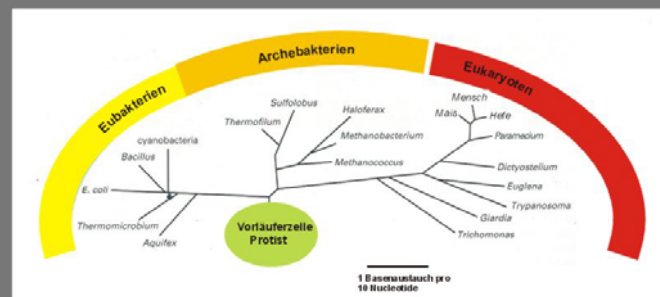 Eubakterien
Archebakterien
Eukaryoten
Sulfolobus
Thermofilum
Haloferax
Methanobacterium
Methanococcus
cyanobacteria
Bacillus
E. coli
Thermomicrobium
Aquifex
Mensch
Mais
Hefe
Paramecium
Dictyostelium
Euglena
Trypanosoma
Giardia
Trichomonas
Vorläuferzelle
Protist
1 Basenaustauch pro
10 Nucleotide